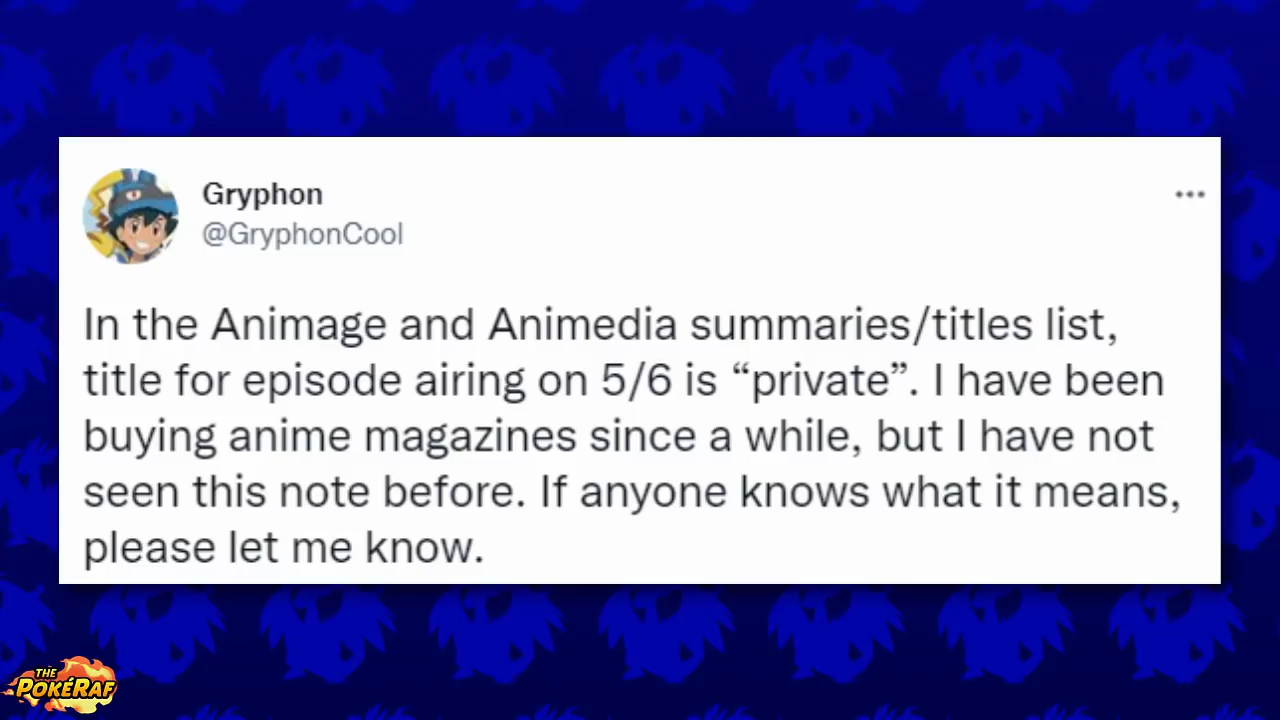 Gryphon
@GryphonCool
In the Animage and Animedia summaries/titles list,
title for episode airing on 5/6 is “private”. I have been
buying anime magazines since a while, but I have not
seen this note before. If anyone knows what it means,
please let me know.
THE
POKÉRAF